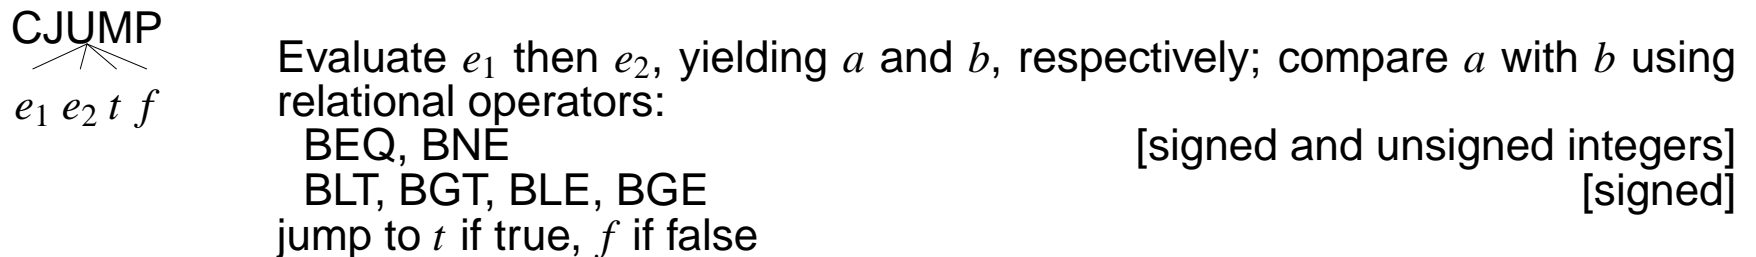 CJUMP
e1 e2 t f
Evaluate e1 then e2, yielding a and b, respectively; compare a with b using
relational operators:
BEQ, BNE [signed and unsigned integers]
BLT, BGT, BLE, BGE [signed]
jump to t if true, f if false